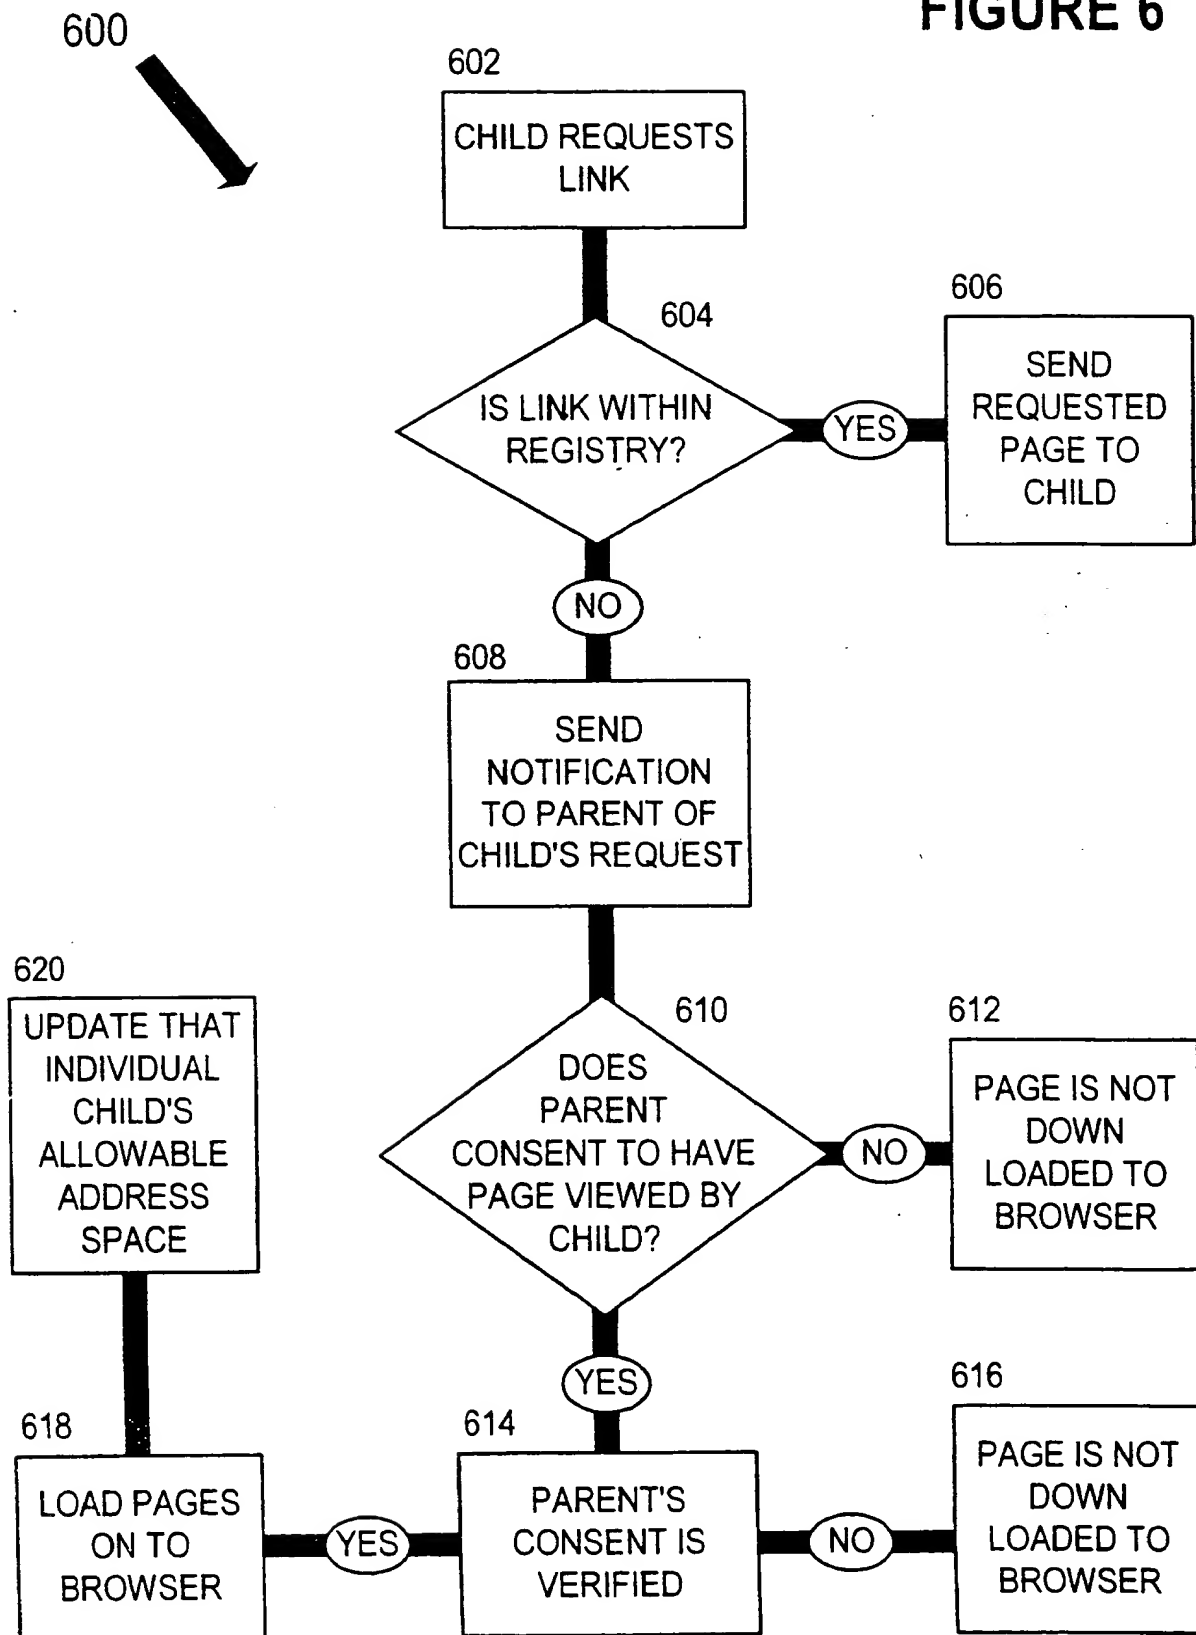 FIGURE 6
600
602
CHILD REQUESTS
LINK
604
IS LINK WITHIN
REGISTRY?
YES
606
SEND
REQUESTED
PAGE TO
CHILD
NO
608
SEND
NOTIFICATION
TO PARENT OF
CHILD'S REQUEST
610
DOES
PARENT
CONSENT TO HAVE
PAGE VIEWED BY
CHILD?
NO
612
PAGE IS NOT
DOWN
LOADED TO
BROWSER
YES
614
PARENT'S
CONSENT IS
VERIFIED
NO
616
PAGE IS NOT
DOWN
LOADED TO
BROWSER
YES
618
LOAD PAGES
ON TO
BROWSER
620
UPDATE THAT
INDIVIDUAL
CHILD'S
ALLOWABLE
ADDRESS
SPACE